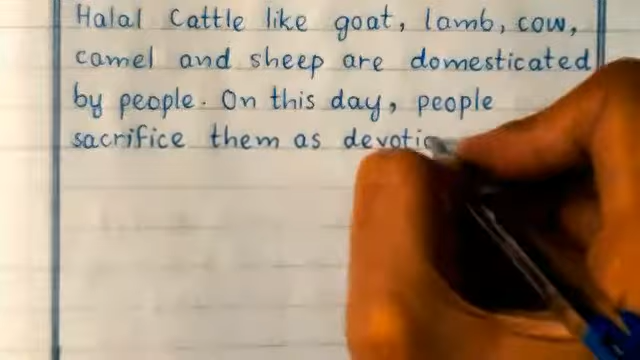 Halal Cattle like goat, lamb, cow,
camel and sheep are domesticated
by people. On this day, people
sacrifice them as devotio